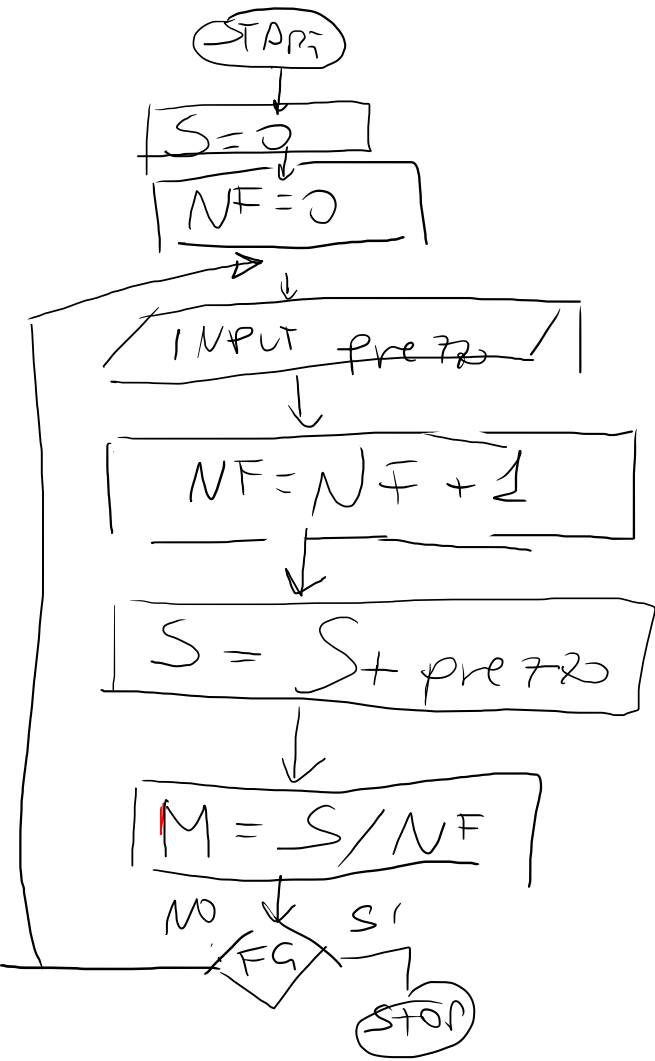 START
S=0
NF=0
INPUT prezzo
NF=NF+1
S = S+prezzo
M = S/NF
NO SI
FG
STOP